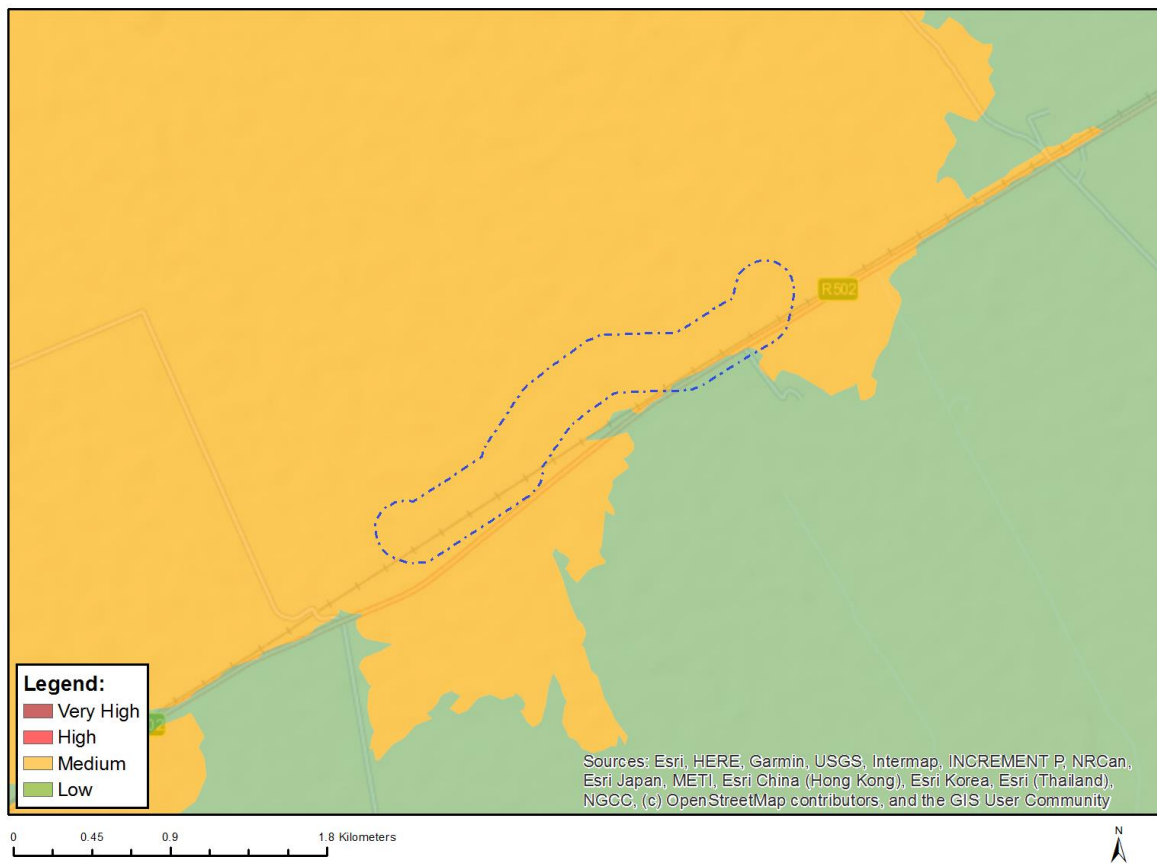 R502
Legend:
Very High
High
Medium
Low
Sources: Esri, HERE, Garmin, USGS, Intermap, INCREMENT P, NRCan,
Esri Japan, METI, Esri China (Hong Kong), Esri Korea, Esri (Thailand),
NGCC, (c) OpenStreetMap contributors, and the GIS User Community
0 0.45 0.9 1.8 Kilometers
N